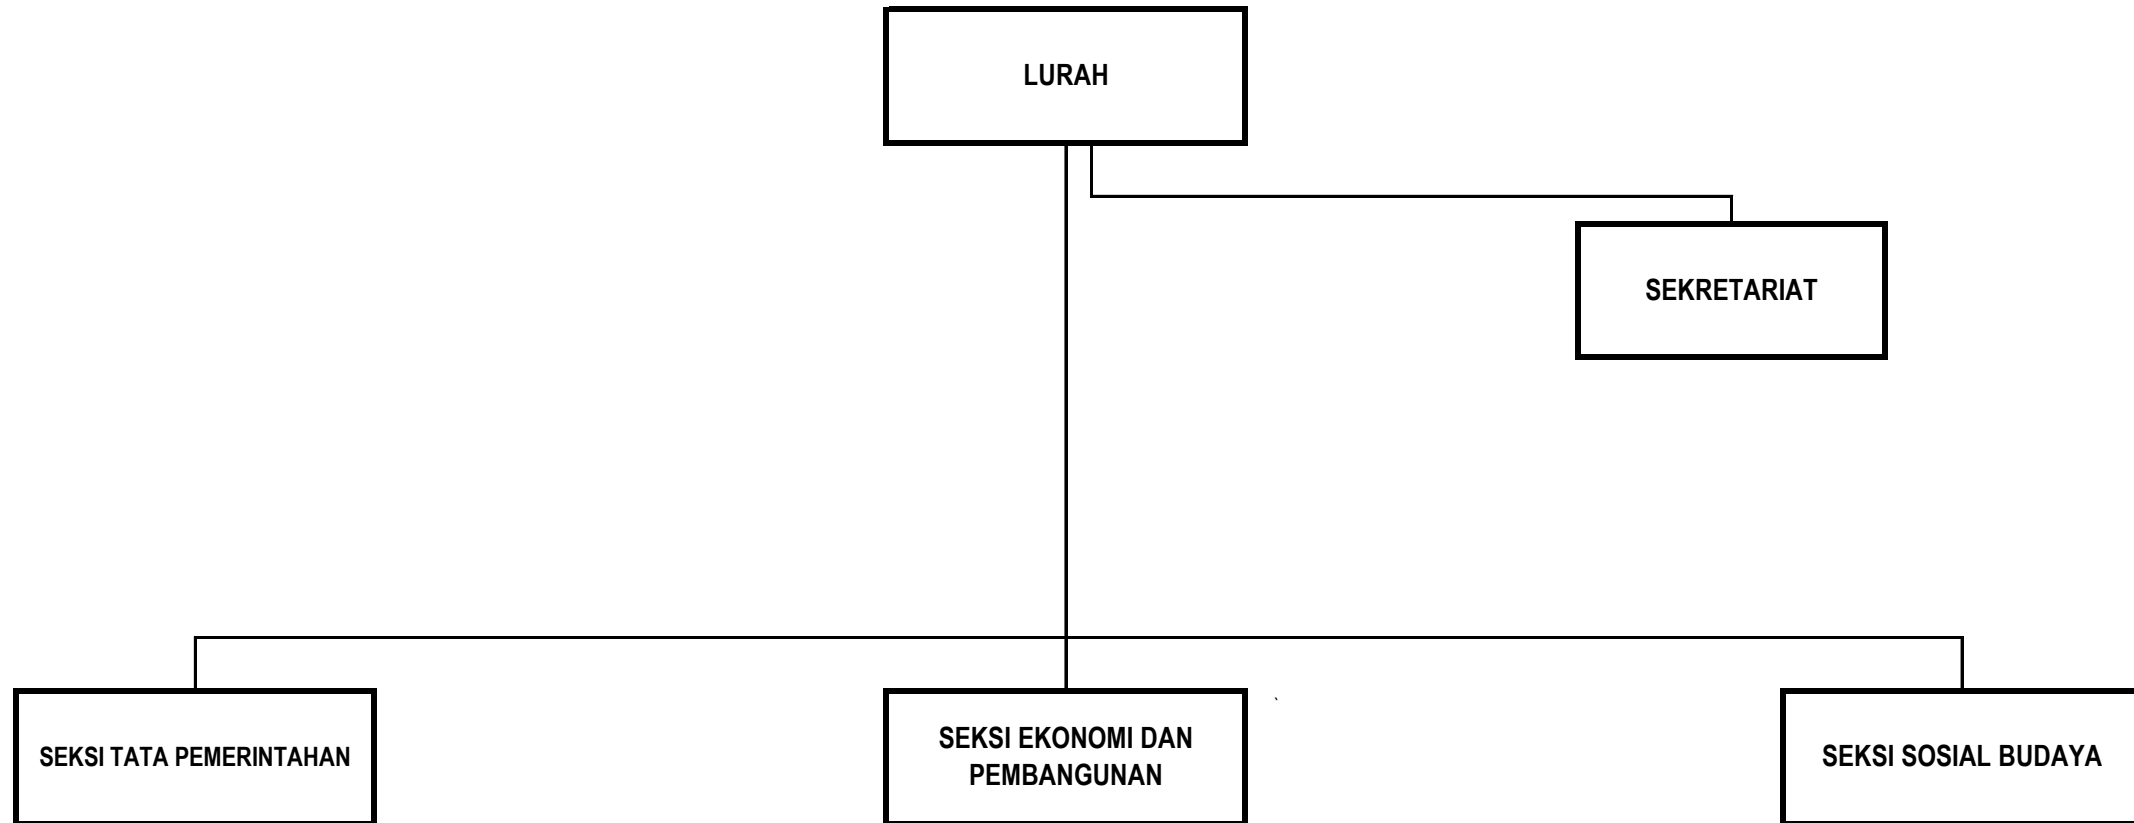 LURAH
SEKRETARIAT
SEKSI TATA PEMERINTAHAN
SEKSI EKONOMI DAN
PEMBANGUNAN
SEKSI SOSIAL BUDAYA